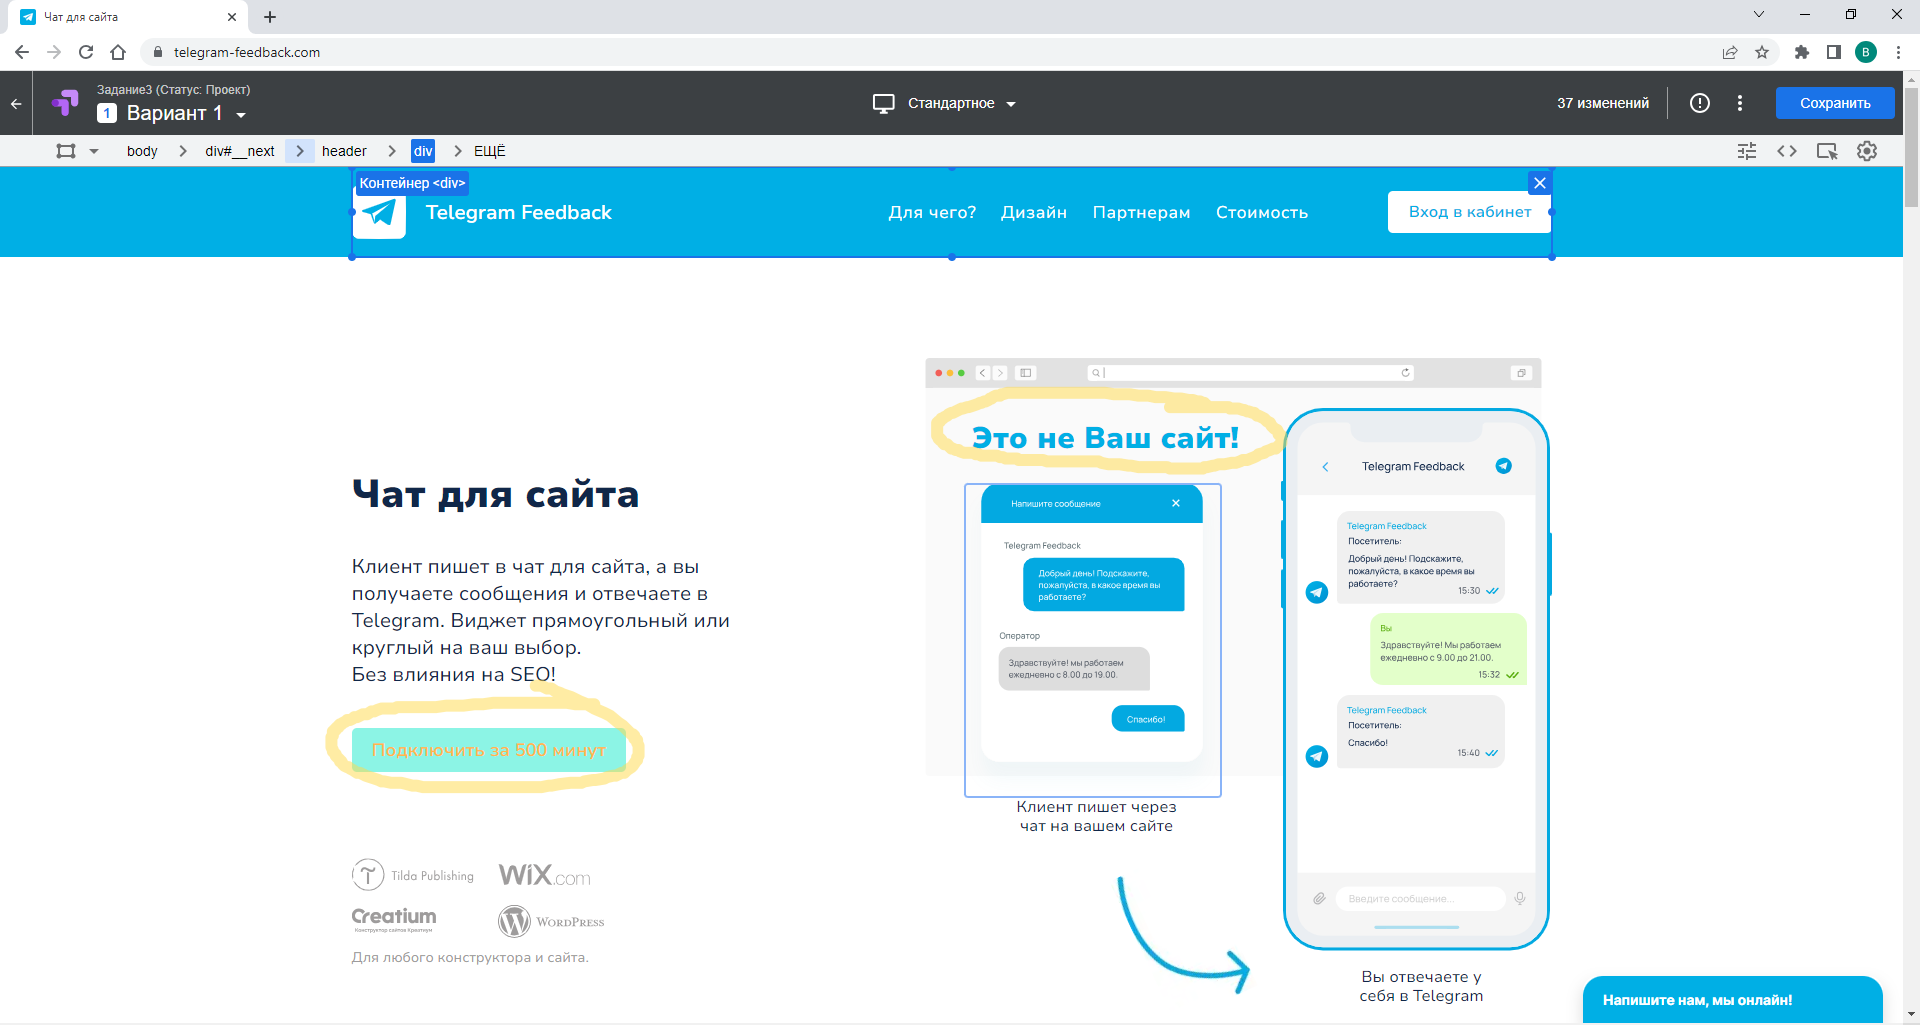 Чат для сайта
telegram-feedback.com
B
Задание3 (Статус: Проект)
1 Вариант 1
Стандартное
37 изменений
Сохранить
body
div#__next
header
div
ЕЩЁ
Контейнер <div>
Telegram Feedback
Для чего?
Дизайн
Партнерам
Стоимость
Вход в кабинет
Чат для сайта
Клиент пишет в чат для сайта, а вы
получаете сообщения и отвечаете в
Telegram. Виджет прямоугольный или
круглый на ваш выбор.
Без влияния на SEO!
Подключить за 500 минут
Tilda Publishing
WiX.com
Creatium
Конструктор сайтов Креатиум
WORDPRESS
Для любого конструктора и сайта.
Это не Ваш сайт!
Напишите сообщение
Telegram Feedback
Добрый день! Подскажите,
пожалуйста, в какое время вы
работаете?
Оператор
Здравствуйте! мы работаем
ежедневно с 8.00 до 19.00.
Спасибо!
Клиент пишет через
чат на вашем сайте
Telegram Feedback
Telegram Feedback
Посетитель:
Добрый день! Подскажите,
пожалуйста, в какое время вы
работаете?
15:30
Вы
Здравствуйте! Мы работаем
ежедневно с 9.00 до 21.00.
15:32
Telegram Feedback
Посетитель:
Спасибо!
15:40
Введите сообщение...
Вы отвечаете у
себя в Telegram
Напишите нам, мы онлайн!